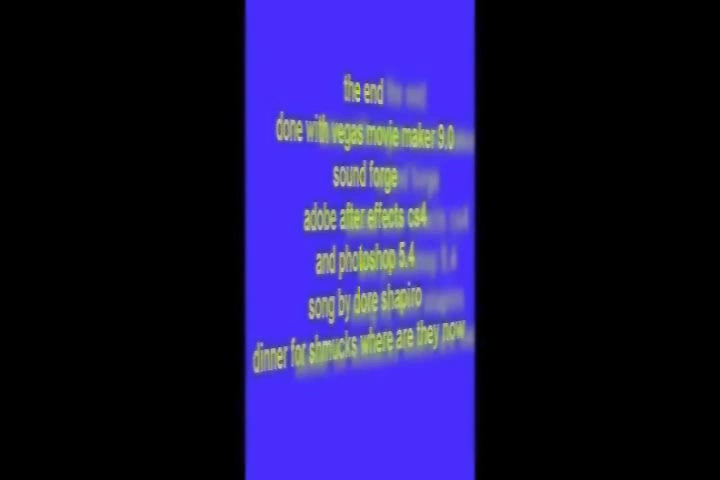 the end
done with vegas movie maker 9.0
sound forge
adobe after effects cs4
and photoshop 5.4
song by dore shapiro
dinner for shmucks where are they now